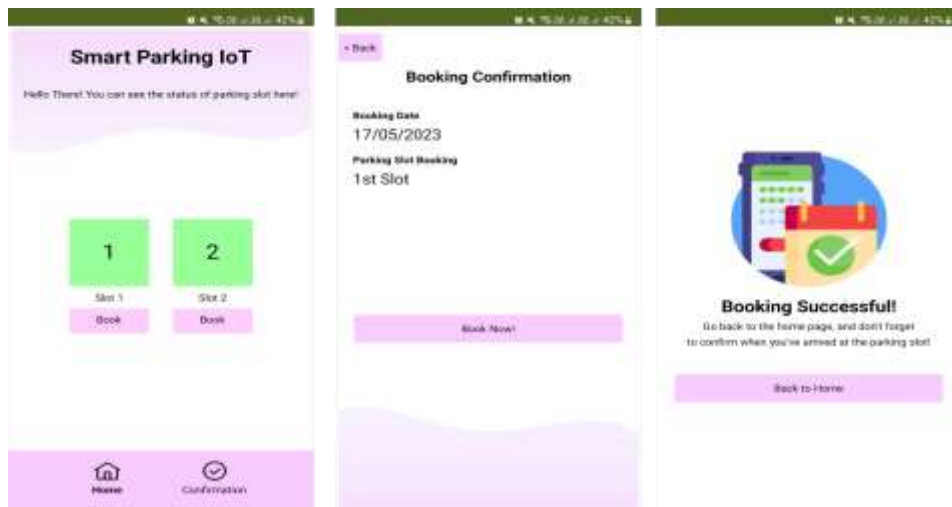 42%
Smart Parking IoT
Hello There! You can see the status of parking slot here!
1
2
Slot 1
Slot 2
Book
Book
Home
Confirmation
42%
< Back
Booking Confirmation
Booking Date
17/05/2023
Parking Slot Booking
1st Slot
Book Now!
42%
Booking Successful!
Go back to the home page, and don't forget
to confirm when you've arrived at the parking slot!
Back to Home